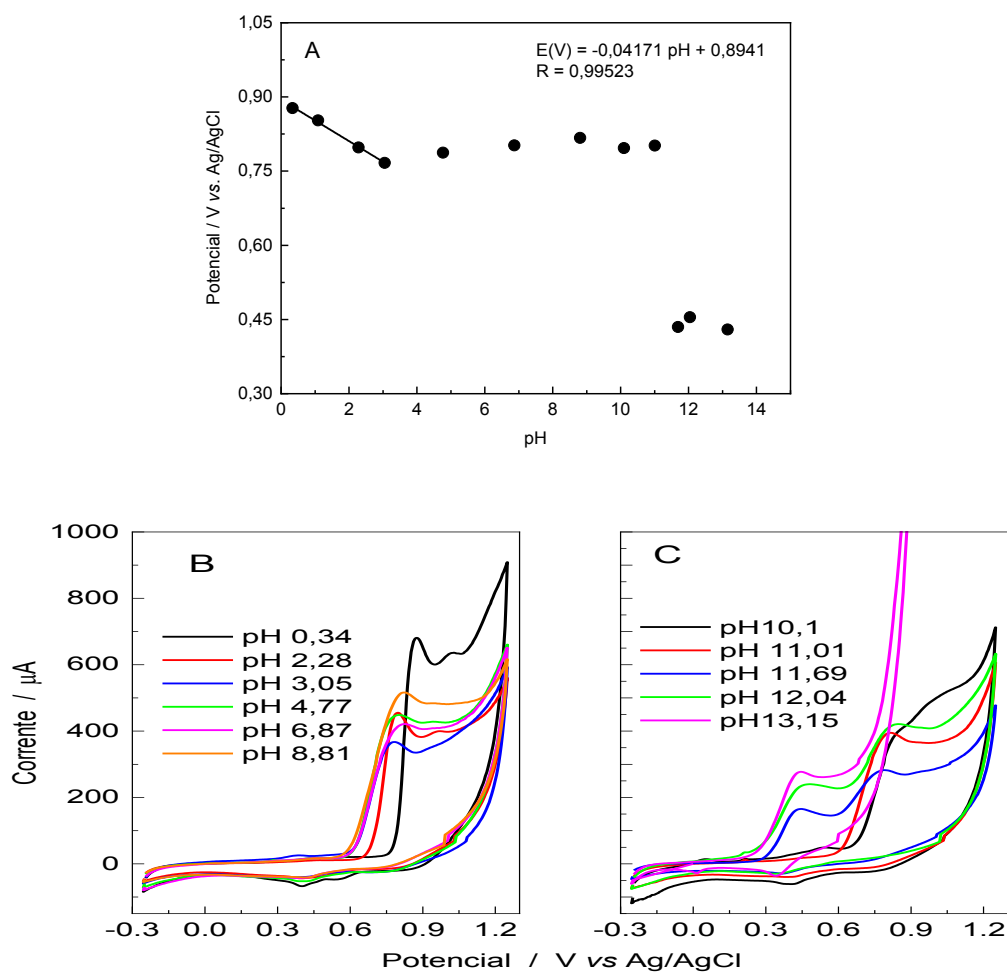 A
E(V) = -0,04171 pH + 0,8941
R = 0,99523
1,05
0,90
0,75
0,60
0,45
0,30
Potencial / V vs. Ag/AgCl
0 2 4 6 8 10 12 14
pH
B
1000
800
600
400
200
0
Corrente / µA
pH 0,34
pH 2,28
pH 3,05
pH 4,77
pH 6,87
pH 8,81
-0.3 0.0 0.3 0.6 0.9 1.2
C
pH10,1
pH 11,01
pH 11,69
pH 12,04
pH13,15
-0.3 0.0 0.3 0.6 0.9 1.2
Potencial / V vs Ag/AgCl